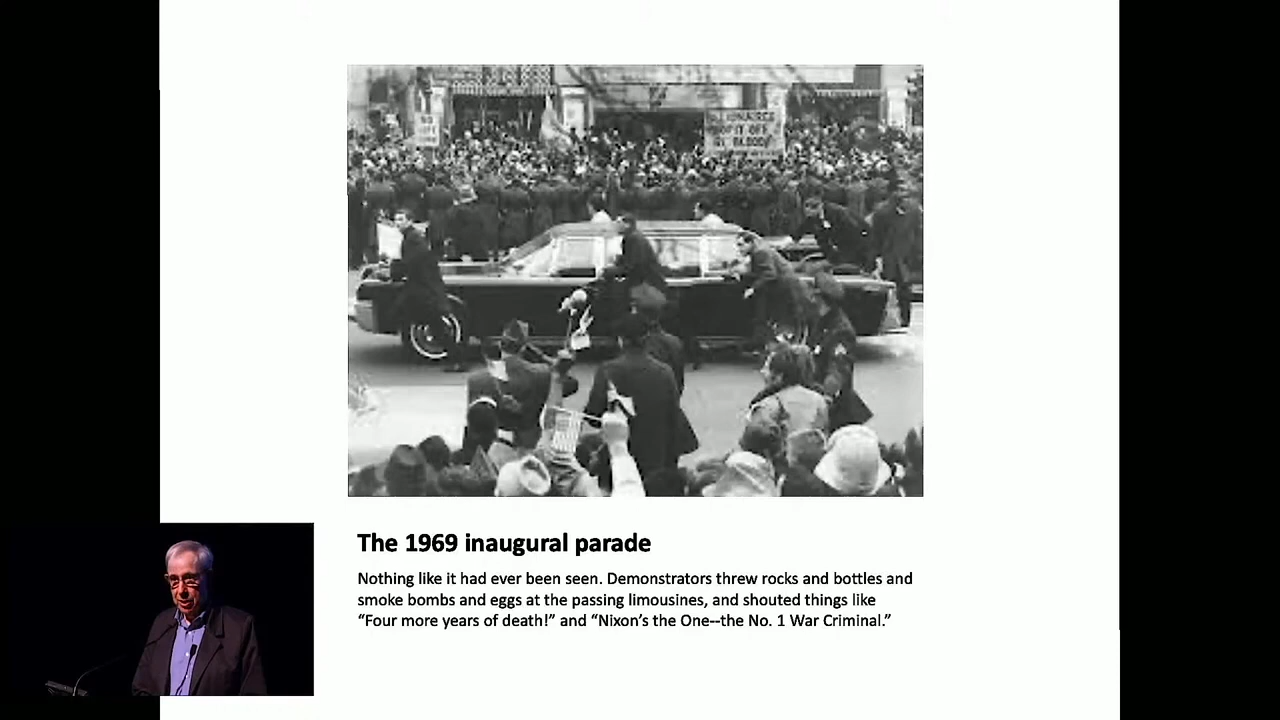 OFF
BLOOD
The 1969 inaugural parade
Nothing like it had ever been seen. Demonstrators threw rocks and bottles and
smoke bombs and eggs at the passing limousines, and shouted things like
“Four more years of death!” and “Nixon’s the One--the No. 1 War Criminal.”